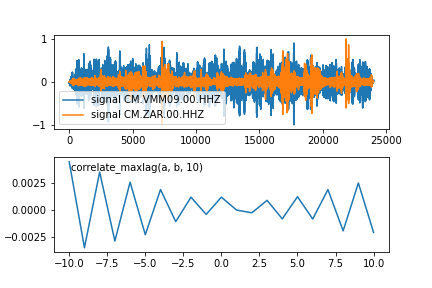 1
0
−1
signal CM.VMM09.00.HHZ
signal CM.ZAR.00.HHZ
0 5000 10000 15000 20000 25000
correlate_maxlag(a, b, 10)
0.0025
0.0000
−0.0025
−10.0 −7.5 −5.0 −2.5 0.0 2.5 5.0 7.5 10.0